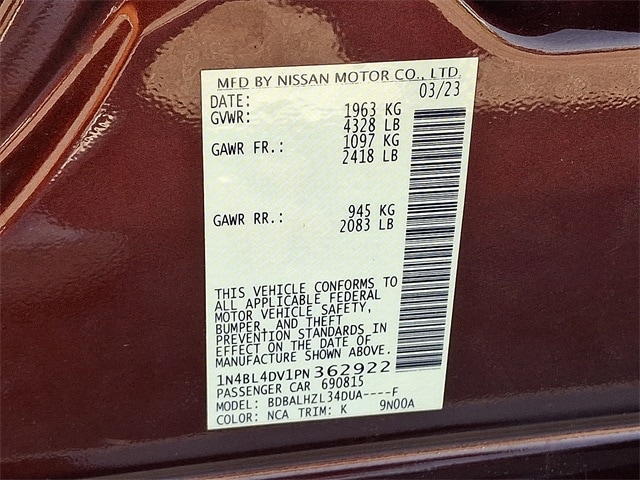 MFD BY NISSAN MOTOR CO., LTD.
DATE: 03/23
GVWR: 1963 KG
4328 LB
GAWR FR.: 1097 KG
2418 LB
GAWR RR.: 945 KG
2083 LB
THIS VEHICLE CONFORMS TO
ALL APPLICABLE FEDERAL
MOTOR VEHICLE SAFETY,
BUMPER, AND THEFT
PREVENTION STANDARDS IN
EFFECT ON THE DATE OF
MANUFACTURE SHOWN ABOVE.
1N4BL4DV1PN362922
PASSENGER CAR 690815
MODEL: BDBALHZL34DUA----F
COLOR: NCA TRIM: K 9N00A